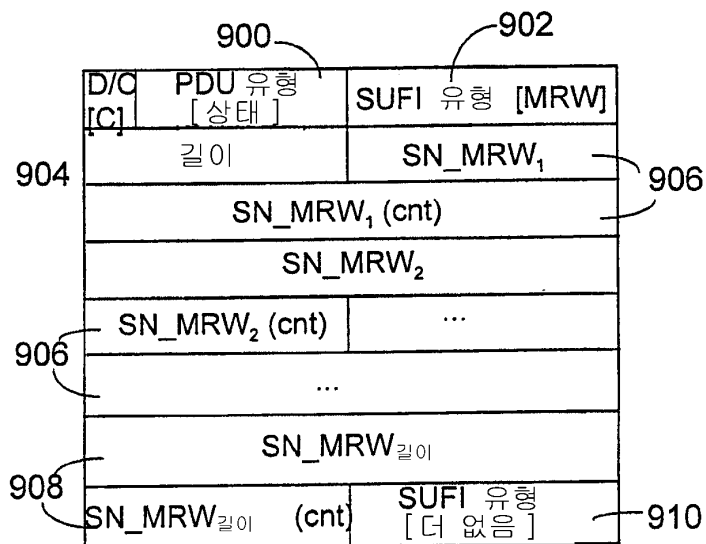 900
902
D/C PDU 유형 SUFI 유형 [MRW]
[C] [상태]
904
길이 SN_MRW₁
906
SN_MRW₁ (cnt)
SN_MRW₂
SN_MRW₂ (cnt) ...
906
...
SN_MRW길이
908
SN_MRW길이 (cnt) SUFI 유형
[더 없음]
910